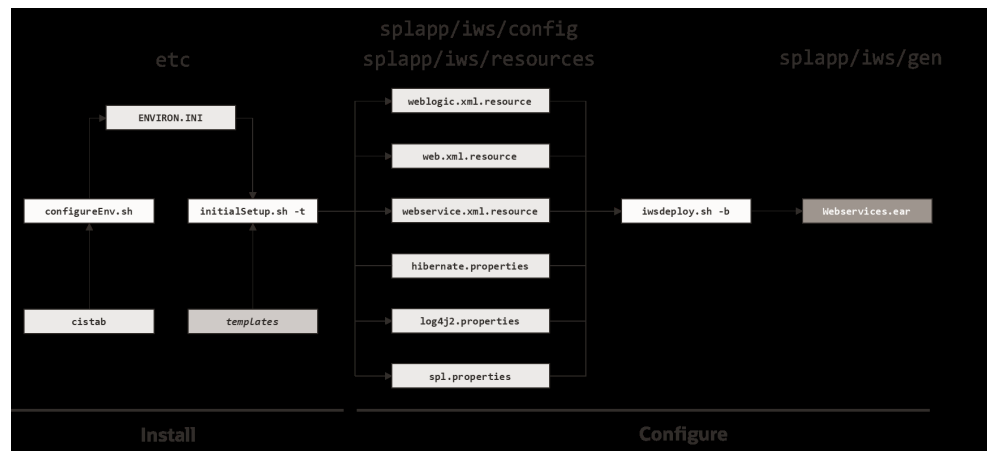 splapp/iws/config
etc
splapp/iws/resources
splapp/iws/gen
weblogic.xml.resource
ENVIRON.INI
web.xml.resource
configureEnv.sh
initialSetup.sh -t
webservice.xml.resource
iwsdeploy.sh -b
Webservices.ear
hibernate.properties
cistab
templates
log4j2.properties
spl.properties
Install
Configure